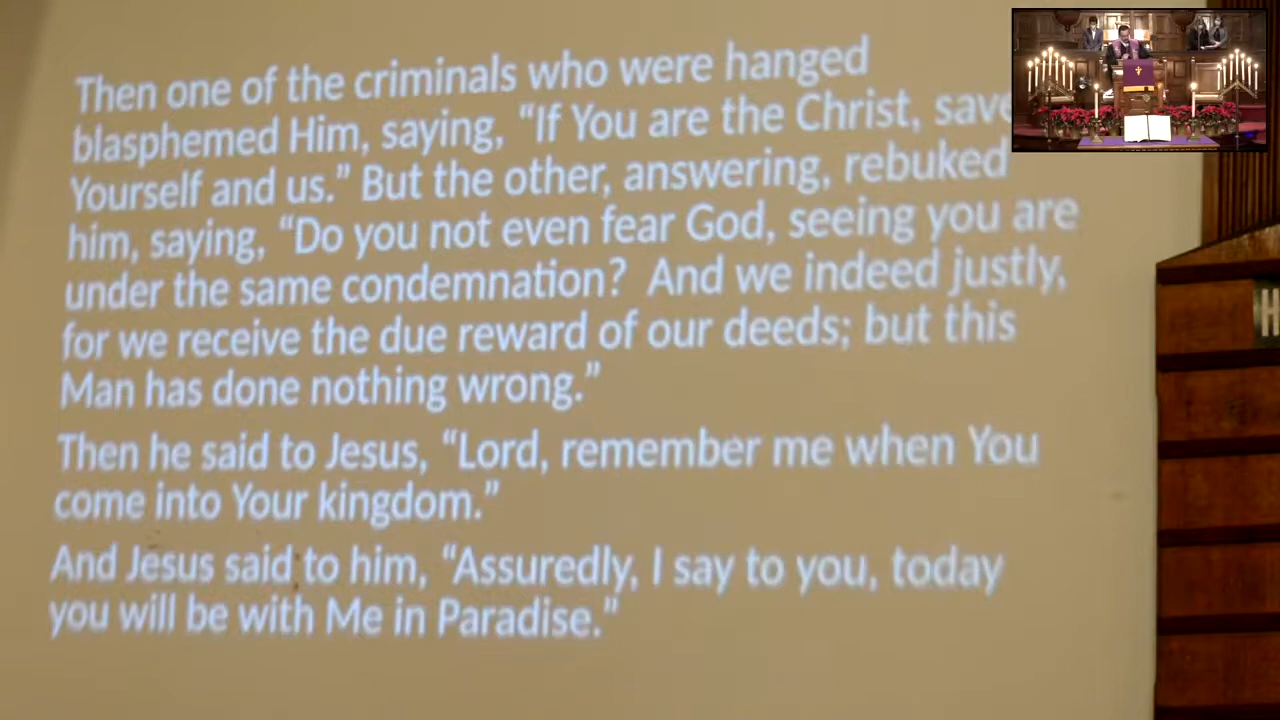 Then one of the criminals who were hanged
blasphemed Him, saying, “If You are the Christ, save
Yourself and us.” But the other, answering, rebuked
him, saying, “Do you not even fear God, seeing you are
under the same condemnation?  And we indeed justly,
for we receive the due reward of our deeds; but this
Man has done nothing wrong.”
Then he said to Jesus, “Lord, remember me when You
come into Your kingdom.”
And Jesus said to him, “Assuredly, I say to you, today
you will be with Me in Paradise.”
H